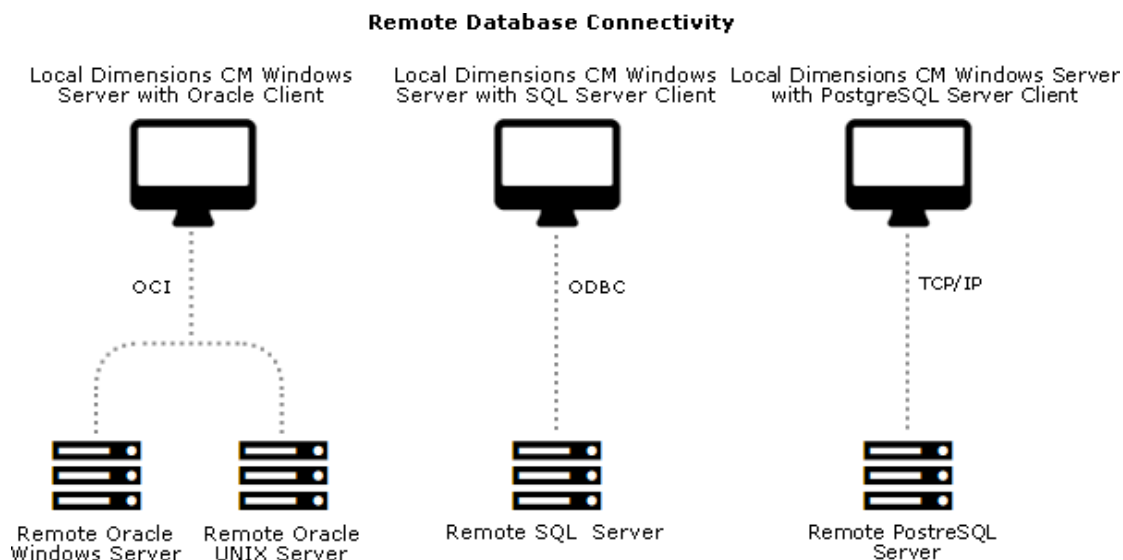 Remote Database Connectivity
Local Dimensions CM Windows
Server with Oracle Client
Local Dimensions CM Windows
Server with SQL Server Client
Local Dimensions CM Windows Server
with PostgreSQL Server Client
OCI
ODBC
TCP/IP
Remote Oracle
Windows Server
Remote Oracle
UNIX Server
Remote SQL Server
Remote PostreSQL
Server